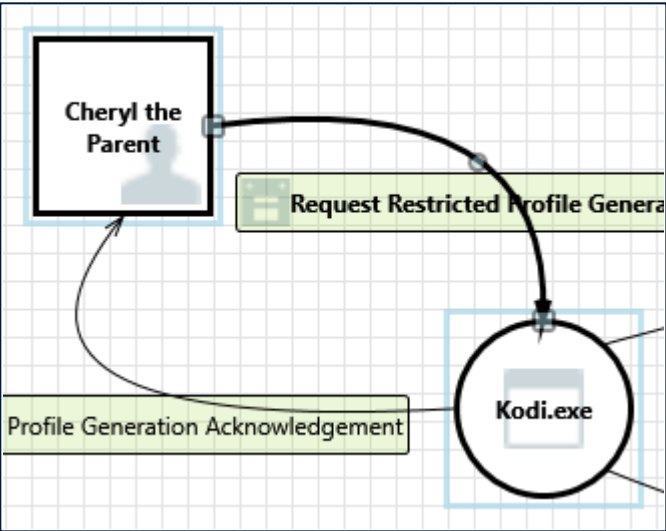 Cheryl the
Parent
Request Restricted Profile Genera
Profile Generation Acknowledgement
Kodi.exe